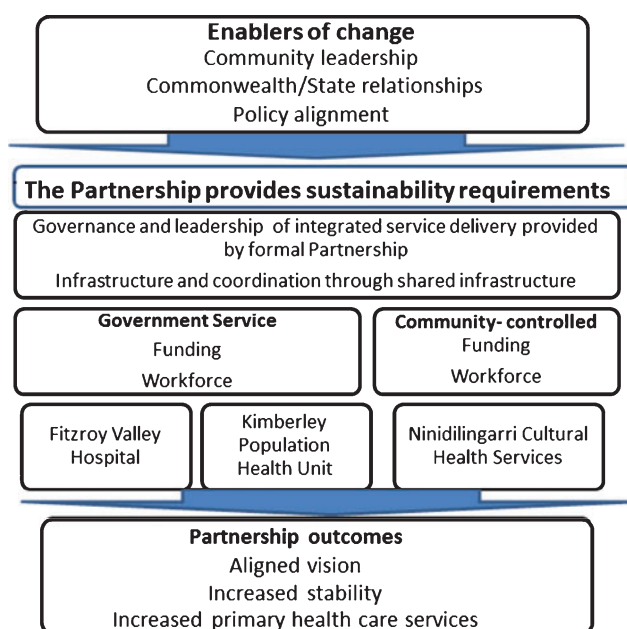 Enablers of change
Community leadership
Commonwealth/State relationships
Policy alignment
The Partnership provides sustainability requirements
Governance and leadership of integrated service delivery provided
by formal Partnership
Infrastructure and coordination through shared infrastructure
Government Service
Funding
Workforce
Community- controlled
Funding
Workforce
Fitzroy Valley
Hospital
Kimberley
Population
Health Unit
Ninidilingarri Cultural
Health Services
Partnership outcomes
Aligned vision
Increased stability
Increased primary health care services